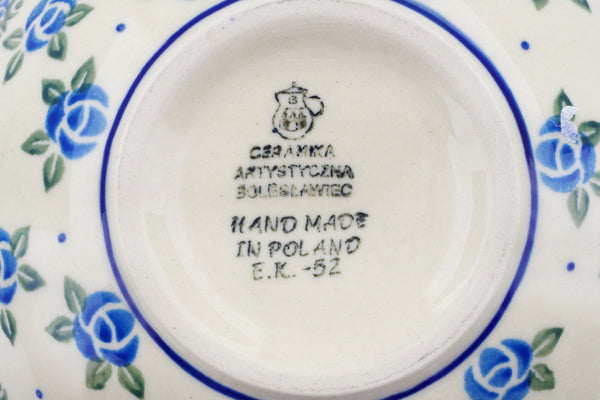 CERAMIKA
ARTYSTYCZNA
BOLESŁAWIEC
HAND MADE
IN POLAND
E.K. -52